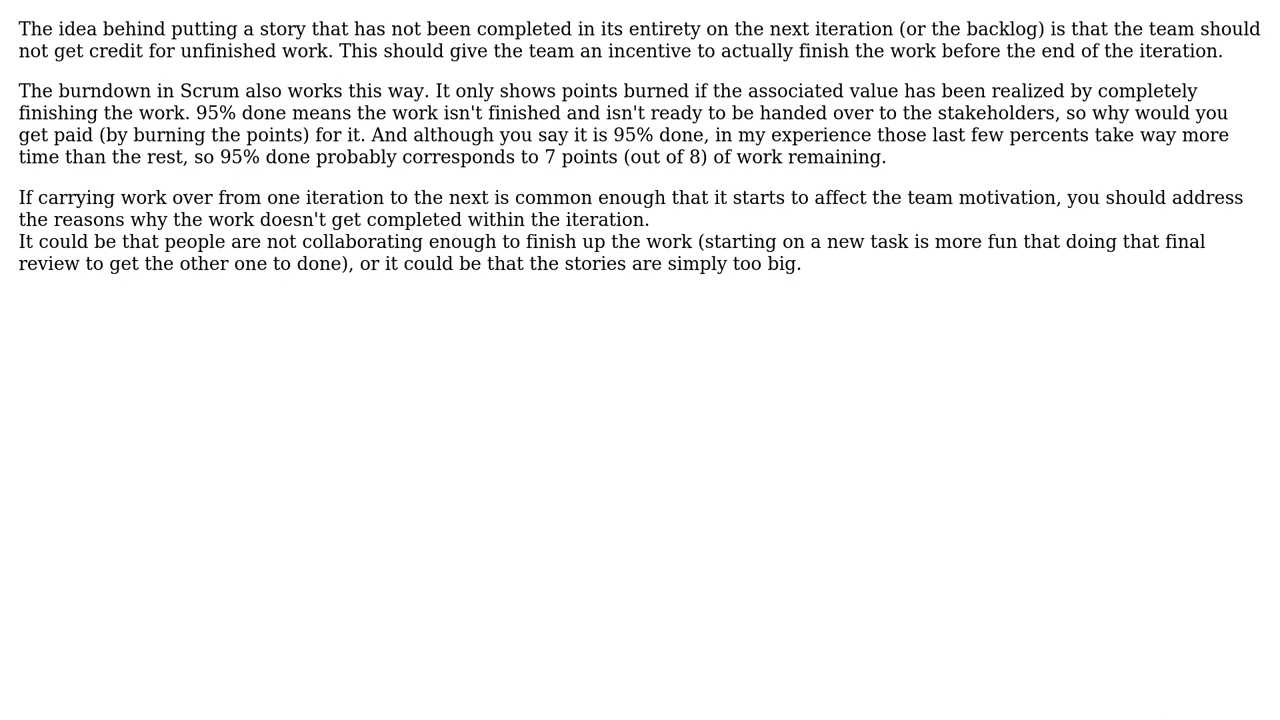 The idea behind putting a story that has not been completed in its entirety on the next iteration (or the backlog) is that the team should
not get credit for unfinished work. This should give the team an incentive to actually finish the work before the end of the iteration.
The burndown in Scrum also works this way. It only shows points burned if the associated value has been realized by completely
finishing the work. 95% done means the work isn't finished and isn't ready to be handed over to the stakeholders, so why would you
get paid (by burning the points) for it. And although you say it is 95% done, in my experience those last few percents take way more
time than the rest, so 95% done probably corresponds to 7 points (out of 8) of work remaining.
If carrying work over from one iteration to the next is common enough that it starts to affect the team motivation, you should address
the reasons why the work doesn't get completed within the iteration.
It could be that people are not collaborating enough to finish up the work (starting on a new task is more fun that doing that final
review to get the other one to done), or it could be that the stories are simply too big.